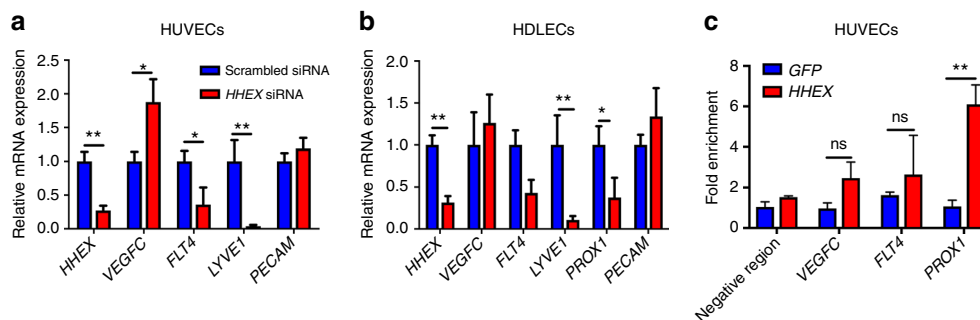 a
HUVECs
Relative mRNA expression
2.5
2.0
1.5
1.0
0.5
0.0
Scrambled siRNA
HHEX siRNA
**
*
*
**
HHEX
VEGFC
FLT4
LYVE1
PECAM
b
HDLECs
Relative mRNA expression
2.0
1.5
1.0
0.5
0.0
**
**
*
HHEX
VEGFC
FLT4
LYVE1
PROX1
PECAM
c
HUVECs
Fold enrichment
8
6
4
2
0
GFP
HHEX
ns
ns
**
Negative region
VEGFC
FLT4
PROX1